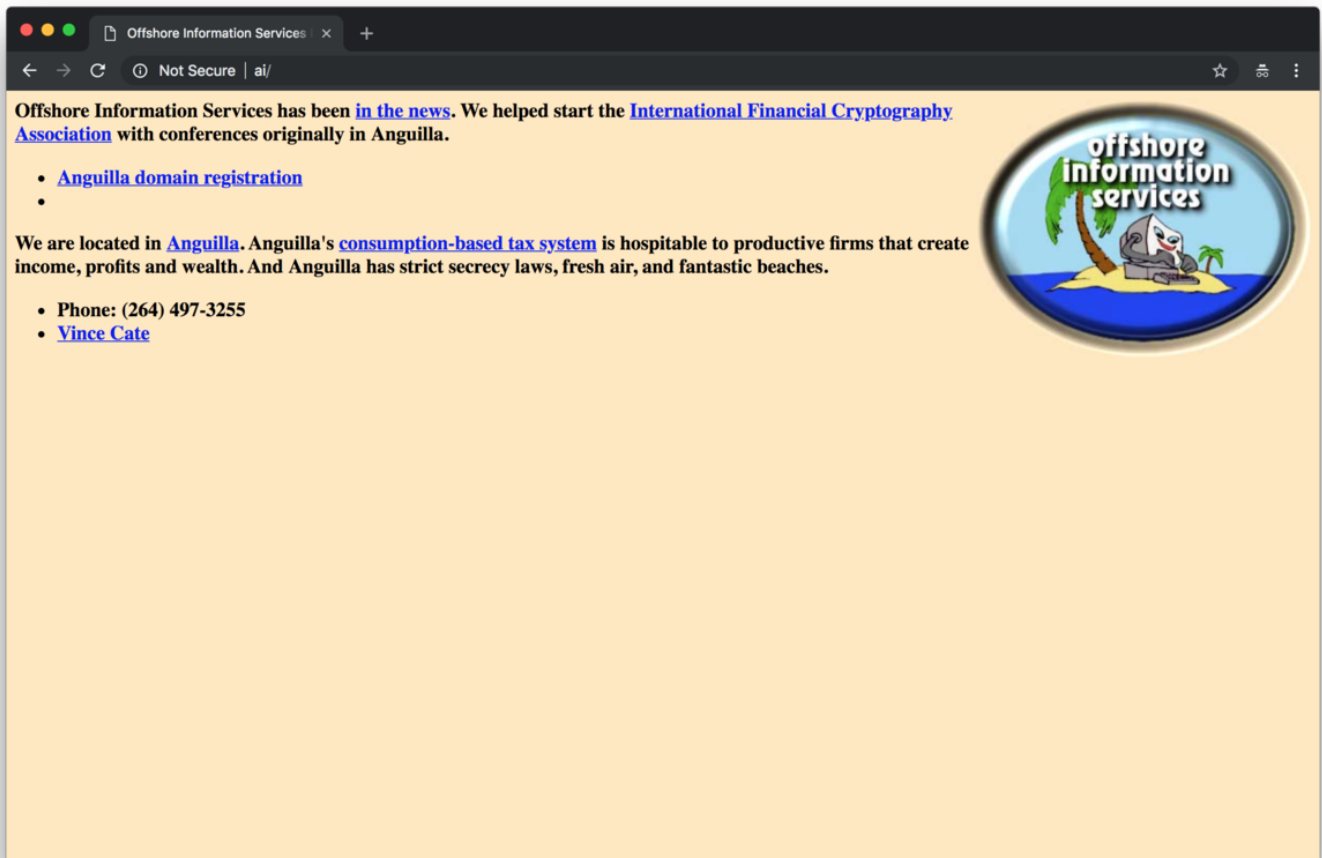 Offshore Information Services
Not Secure | ai/
Offshore Information Services has been in the news. We helped start the International Financial Cryptography
Association with conferences originally in Anguilla.
offshore
information
services
• Anguilla domain registration
•
We are located in Anguilla. Anguilla's consumption-based tax system is hospitable to productive firms that create
income, profits and wealth. And Anguilla has strict secrecy laws, fresh air, and fantastic beaches.
• Phone: (264) 497-3255
• Vince Cate